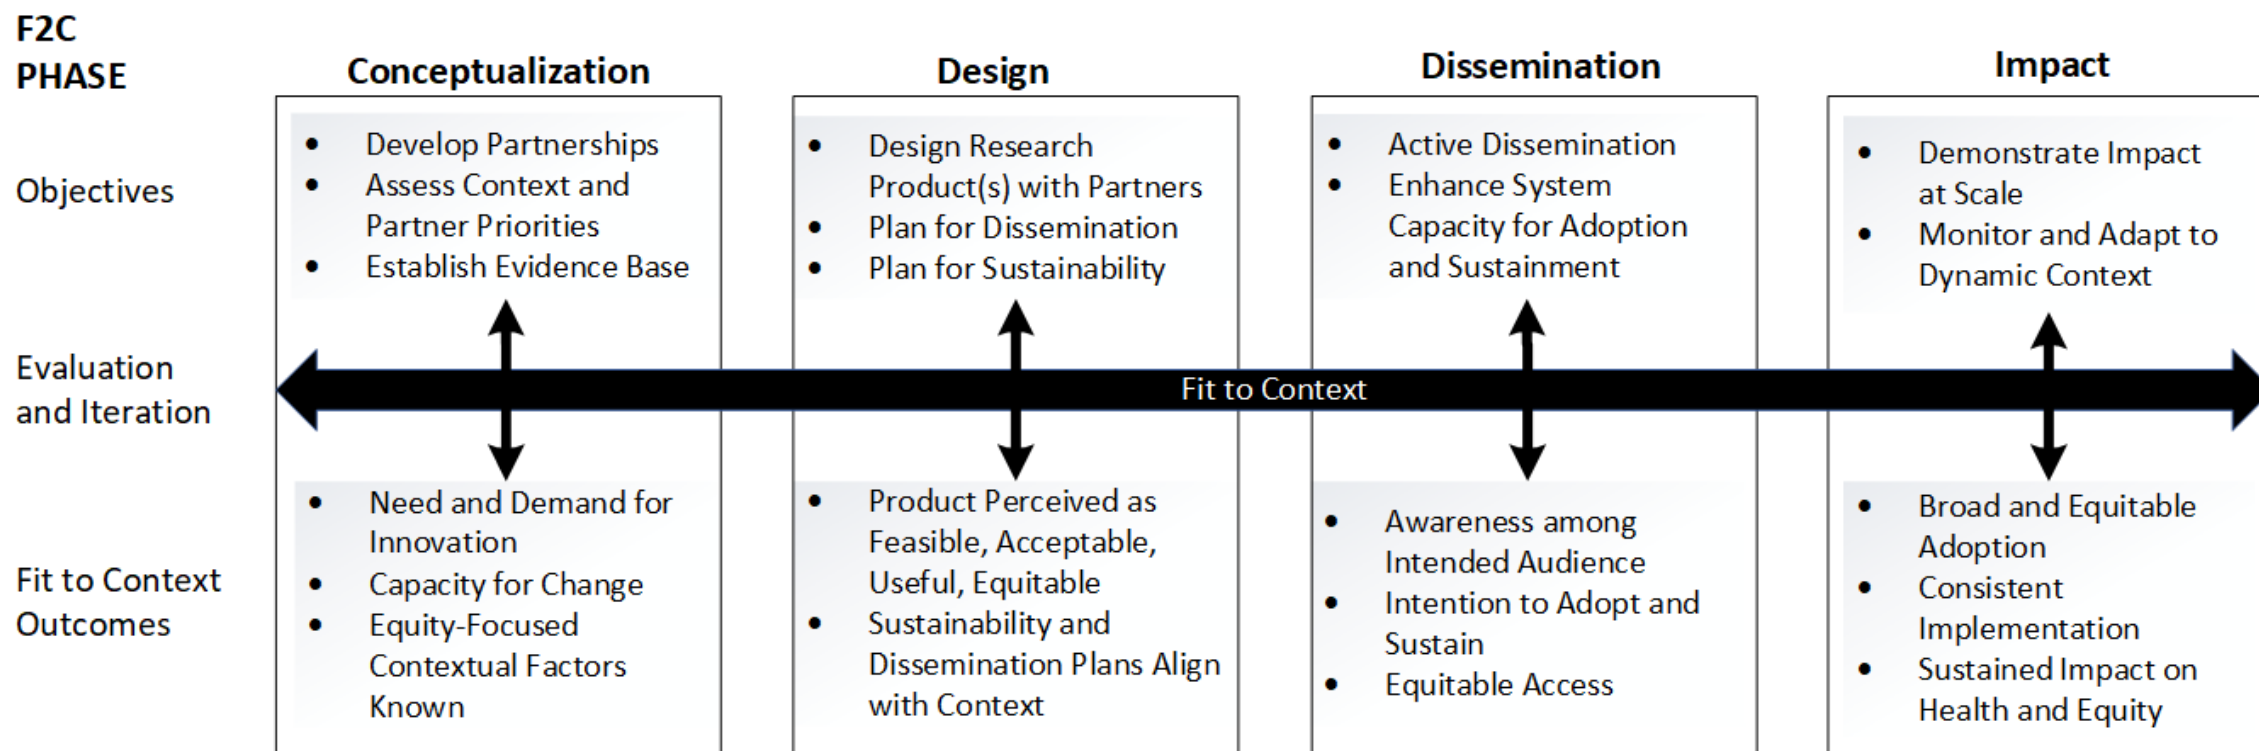 F2C
PHASE
Conceptualization
Design
Dissemination
Impact
Objectives
• Develop Partnerships
• Assess Context and
Partner Priorities
• Establish Evidence Base
• Design Research
Product(s) with Partners
• Plan for Dissemination
• Plan for Sustainability
• Active Dissemination
• Enhance System
Capacity for Adoption
and Sustainment
• Demonstrate Impact
at Scale
• Monitor and Adapt to
Dynamic Context
Evaluation
and Iteration
Fit to Context
Fit to Context
Outcomes
• Need and Demand for
Innovation
• Capacity for Change
• Equity-Focused
Contextual Factors
Known
• Product Perceived as
Feasible, Acceptable,
Useful, Equitable
• Sustainability and
Dissemination Plans Align
with Context
• Awareness among
Intended Audience
• Intention to Adopt and
Sustain
• Equitable Access
• Broad and Equitable
Adoption
• Consistent
Implementation
• Sustained Impact on
Health and Equity